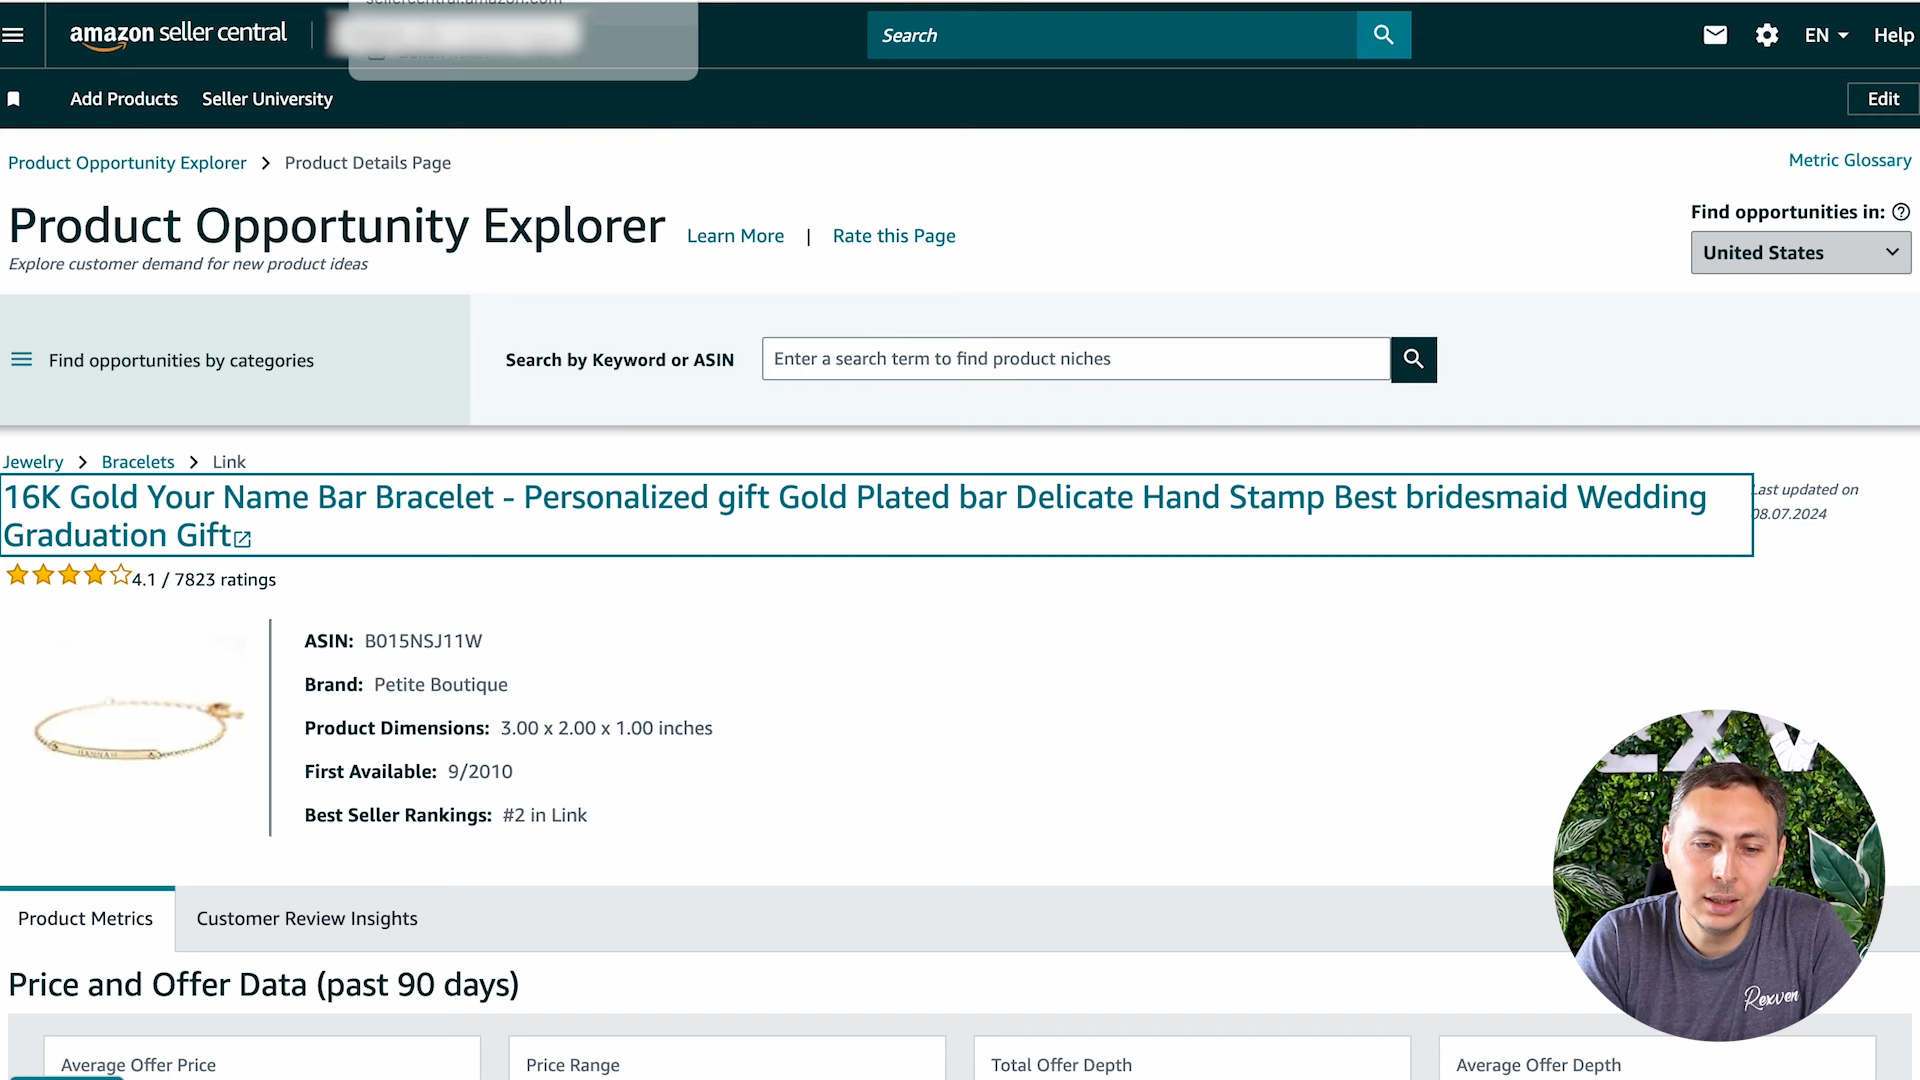 sellercentral.amazon.com
amazon seller central
Search
EN
Help
Add Products
Seller University
Edit
Product Opportunity Explorer > Product Details Page
Metric Glossary
Product Opportunity Explorer
Learn More | Rate this Page
Explore customer demand for new product ideas
Find opportunities in:
United States
Find opportunities by categories
Search by Keyword or ASIN
Enter a search term to find product niches
Jewelry > Bracelets > Link
16K Gold Your Name Bar Bracelet - Personalized gift Gold Plated bar Delicate Hand Stamp Best bridesmaid Wedding
Graduation Gift
Last updated on
08.07.2024
4.1 / 7823 ratings
HANNAH
ASIN: B015NSJ11W
Brand: Petite Boutique
Product Dimensions: 3.00 x 2.00 x 1.00 inches
First Available: 9/2010
Best Seller Rankings: #2 in Link
Product Metrics
Customer Review Insights
Price and Offer Data (past 90 days)
Average Offer Price
Price Range
Total Offer Depth
Average Offer Depth
Rexven